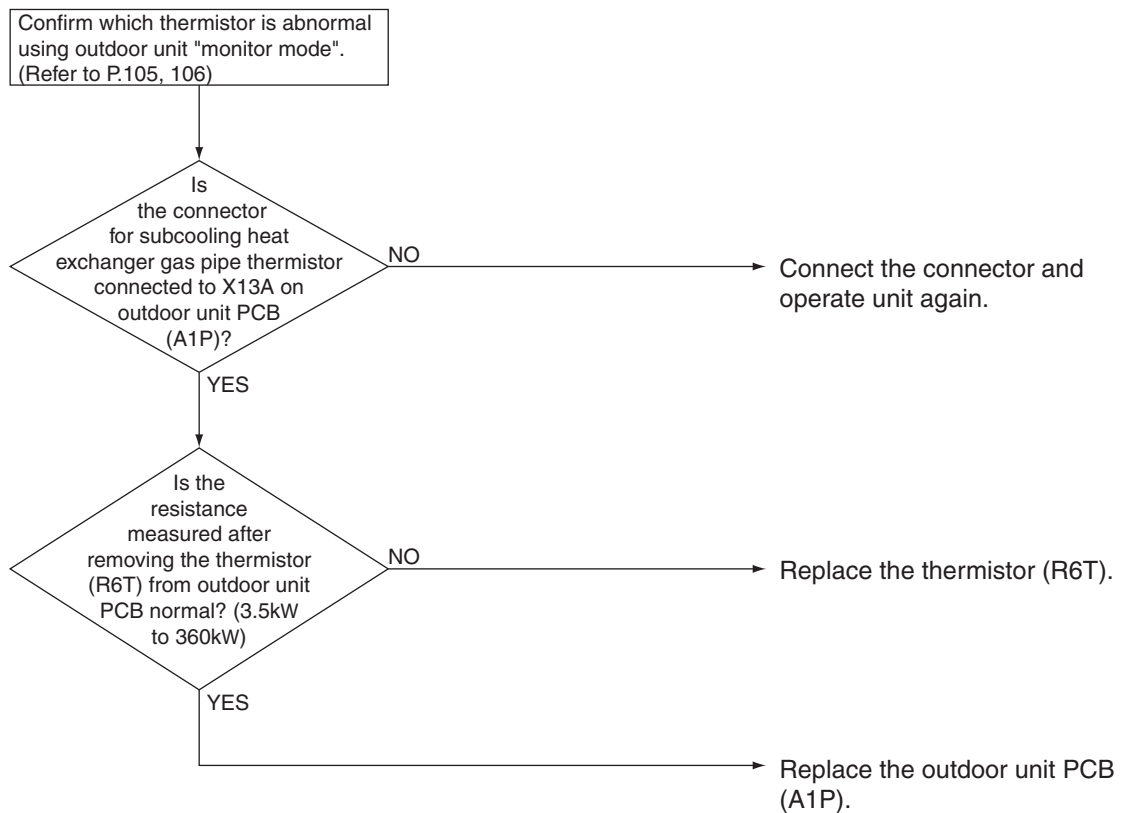 Confirm which thermistor is abnormal
using outdoor unit "monitor mode".
(Refer to P.105, 106)
Is
the connector
for subcooling heat
exchanger gas pipe thermistor
connected to X13A on
outdoor unit PCB
(A1P)?
NO
Connect the connector and
operate unit again.
YES
Is the
resistance
measured after
removing the thermistor
(R6T) from outdoor unit
PCB normal? (3.5kW
to 360kW)
NO
Replace the thermistor (R6T).
YES
Replace the outdoor unit PCB
(A1P).